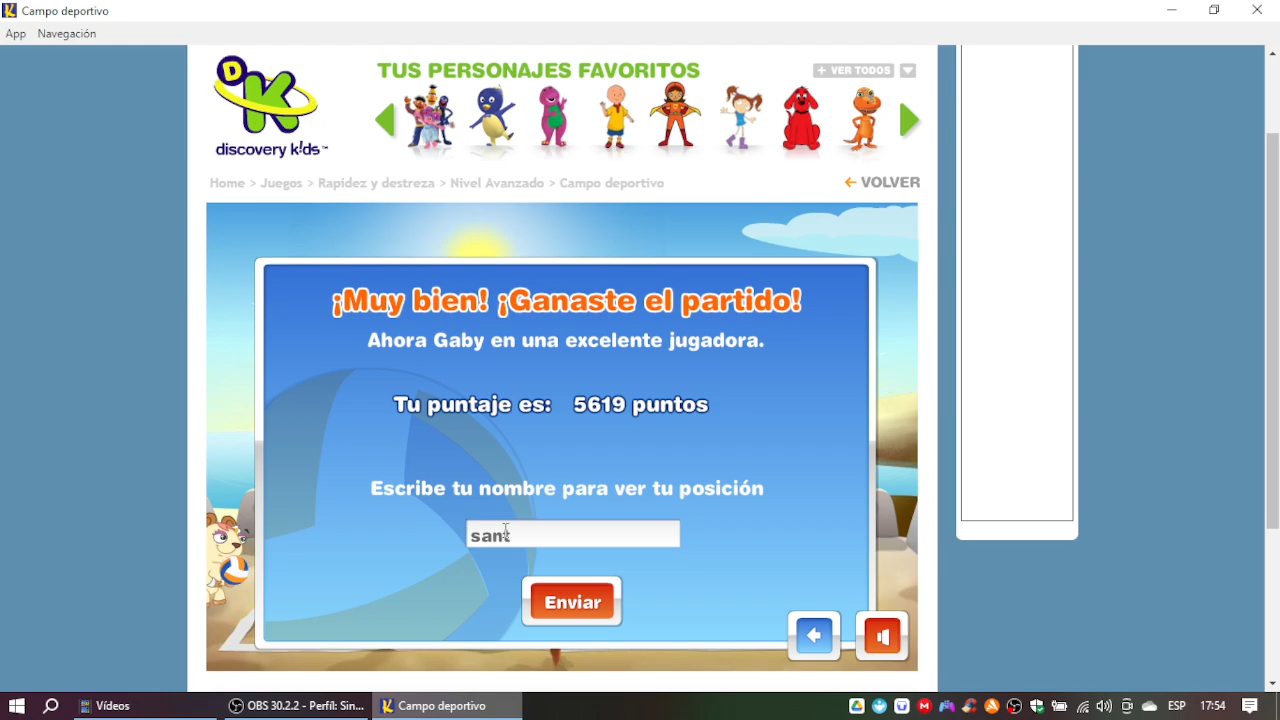 Campo deportivo
App Navegación
D K
discovery k!ds™
TUS PERSONAJES FAVORITOS
+ VER TODOS
Home > Juegos > Rapidez y destreza > Nivel Avanzado > Campo deportivo
VOLVER
¡Muy bien! ¡Ganaste el partido!
Ahora Gaby en una excelente jugadora.
Tu puntaje es: 5619 puntos
Escribe tu nombre para ver tu posición
sant
Enviar
Vídeos
OBS 30.2.2 - Perfil: Sin...
Campo deportivo
ESP
17:54